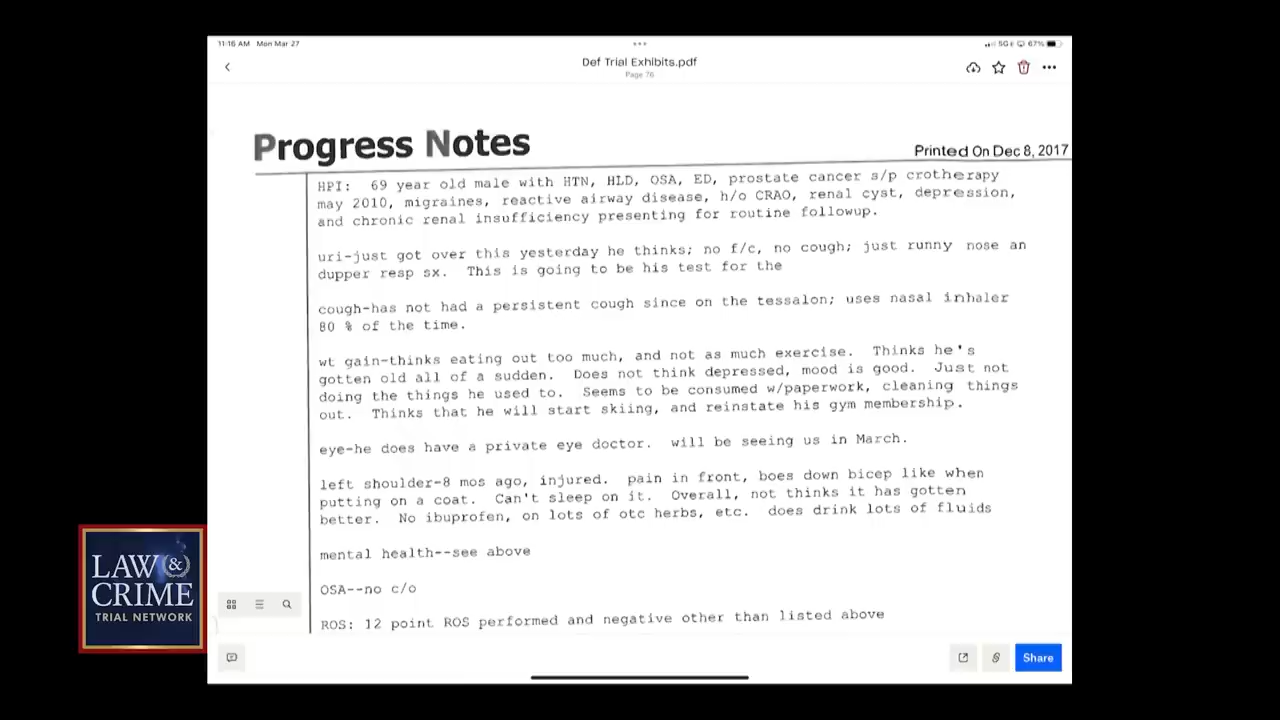 11:16 AM Mon Mar 27
5G 67%
Def Trial Exhibits.pdf
Page 76
Progress Notes
Printed On Dec 8, 2017
HPI: 69 year old male with HTN, HLD, OSA, ED, prostate cancer s/p crotherapy
may 2010, migraines, reactive airway disease, h/o CRAO, renal cyst, depression,
and chronic renal insufficiency presenting for routine followup.
uri-just got over this yesterday he thinks; no f/c, no cough; just runny nose an
dupper resp sx. This is going to be his test for the
cough-has not had a persistent cough since on the tessalon; uses nasal inhaler
80 % of the time.
wt gain-thinks eating out too much, and not as much exercise. Thinks he's
gotten old all of a sudden. Does not think depressed, mood is good. Just not
doing the things he used to. Seems to be consumed w/paperwork, cleaning things
out. Thinks that he will start skiing, and reinstate his gym membership.
eye-he does have a private eye doctor. will be seeing us in March.
left shoulder-8 mos ago, injured. pain in front, boes down bicep like when
putting on a coat. Can't sleep on it. Overall, not thinks it has gotten
better. No ibuprofen, on lots of otc herbs, etc. does drink lots of fluids
mental health--see above
OSA--no c/o
ROS: 12 point ROS performed and negative other than listed above
LAW &
CRIME
TRIAL NETWORK
Share